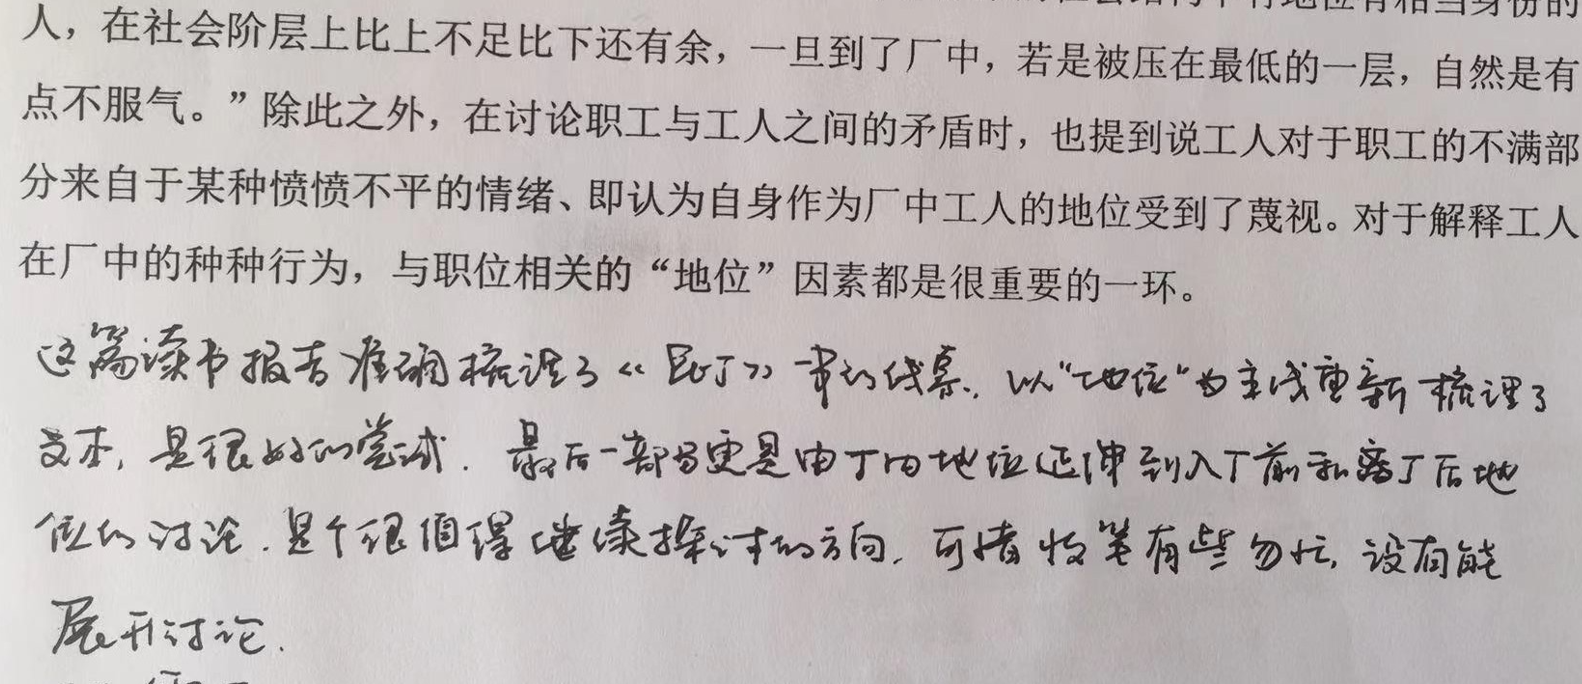 人，在社会阶层上比上不足比下还有余，一旦到了厂中，若是被压在最低的一层，自然是有
点不服气。”除此之外，在讨论职工与工人之间的矛盾时，也提到说工人对于职工的不满部
分来自于某种愤愤不平的情绪、即认为自身作为厂中工人的地位受到了蔑视。对于解释工人
在厂中的种种行为，与职位相关的“地位”因素都是很重要的一环。
这篇读书报告准确梳理了《昆厂》一书的线索，以“地位”为主线重新梳理了
文本，是很好的尝试．最后一部分更是由厂内地位延伸到入厂前和离厂后地
位的讨论．是个很值得继续探讨的方向，可惜收笔有些匆忙，没有能
展开讨论．